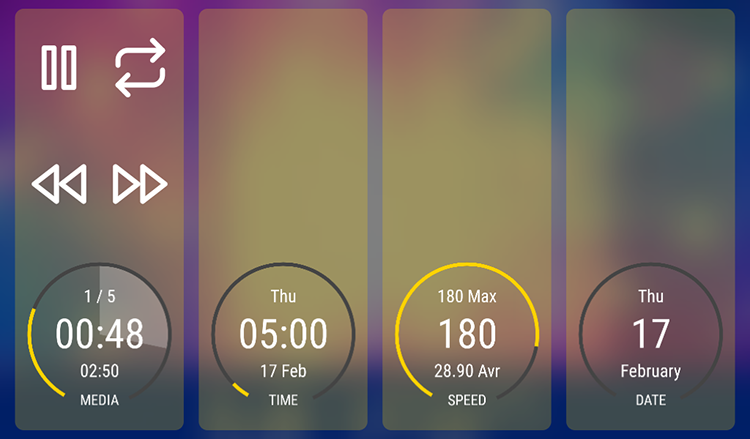 1 / 5
00:48
02:50
MEDIA
Thu
05:00
17 Feb
TIME
180 Max
180
28.90 Avr
SPEED
Thu
17
February
DATE